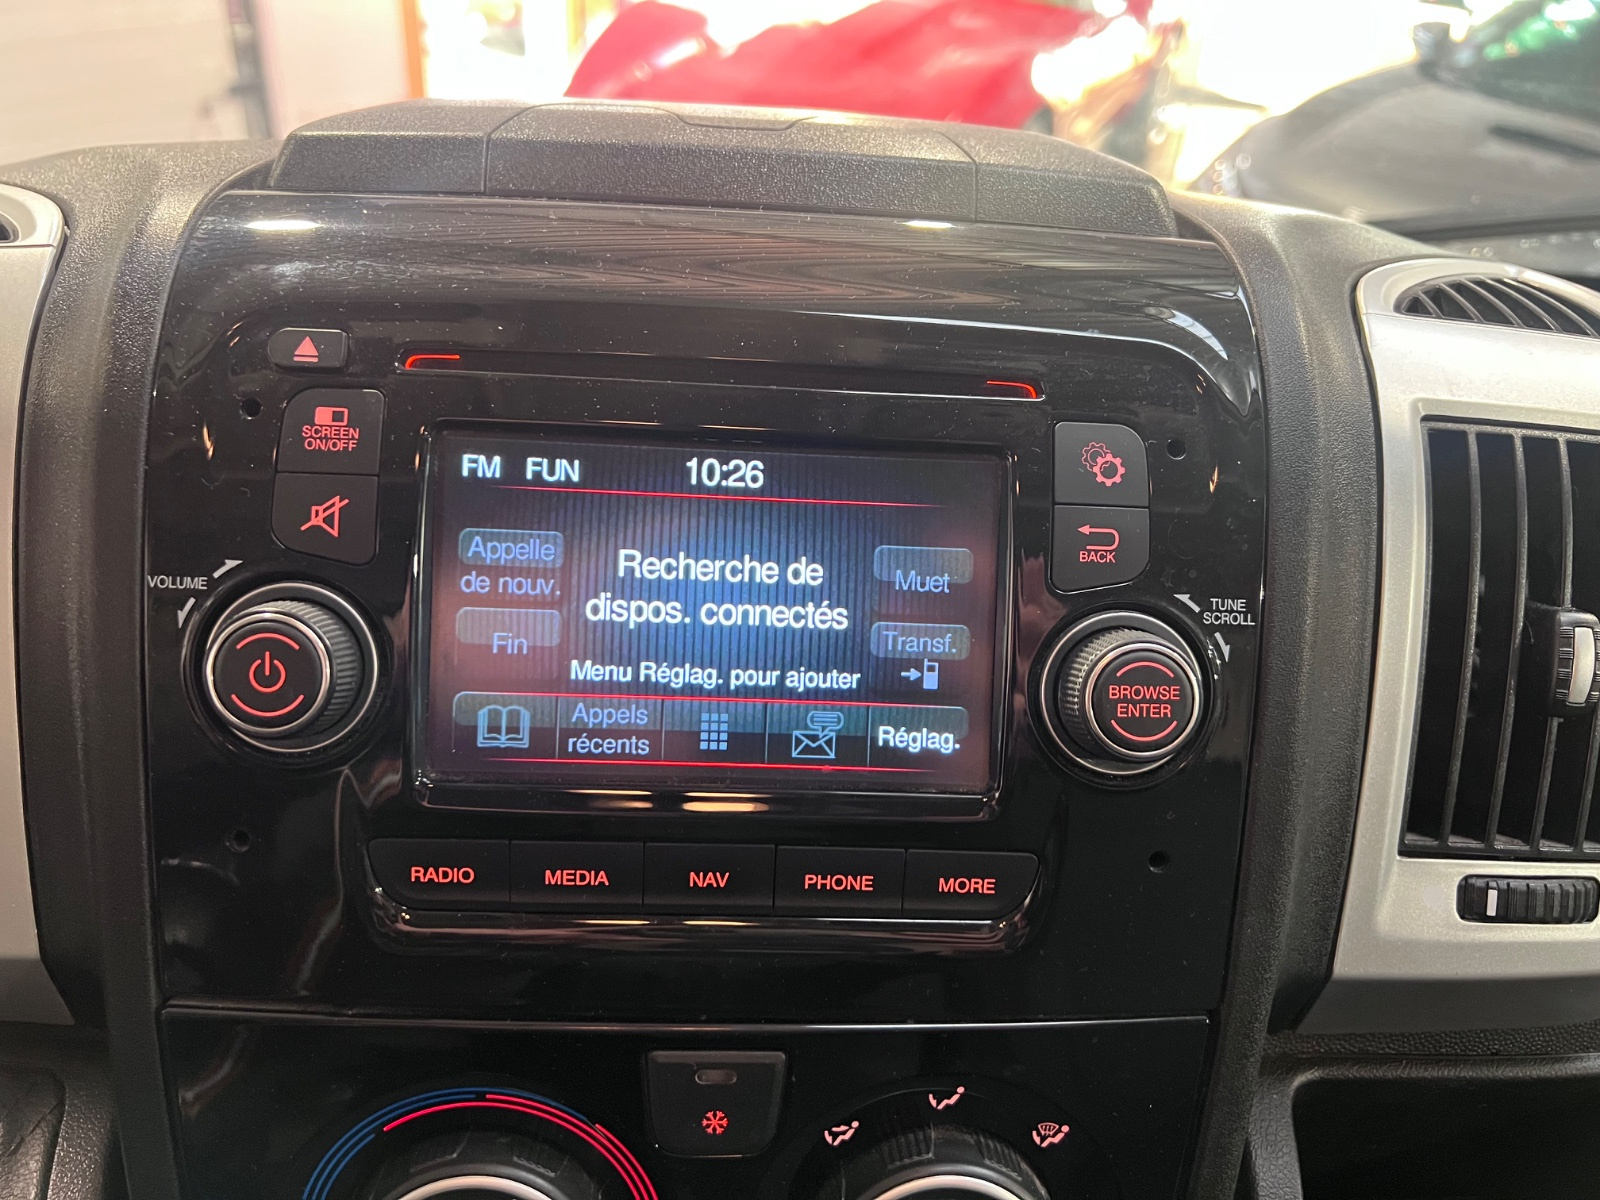 SCREEN
ON/OFF
VOLUME
FM FUN 10:26
Appelle
de nouv.
Fin
Recherche de
dispos. connectés
Menu Réglag. pour ajouter
Muet
Transf.
Appels
récents
Réglag.
BACK
TUNE
SCROLL
BROWSE
ENTER
RADIO
MEDIA
NAV
PHONE
MORE